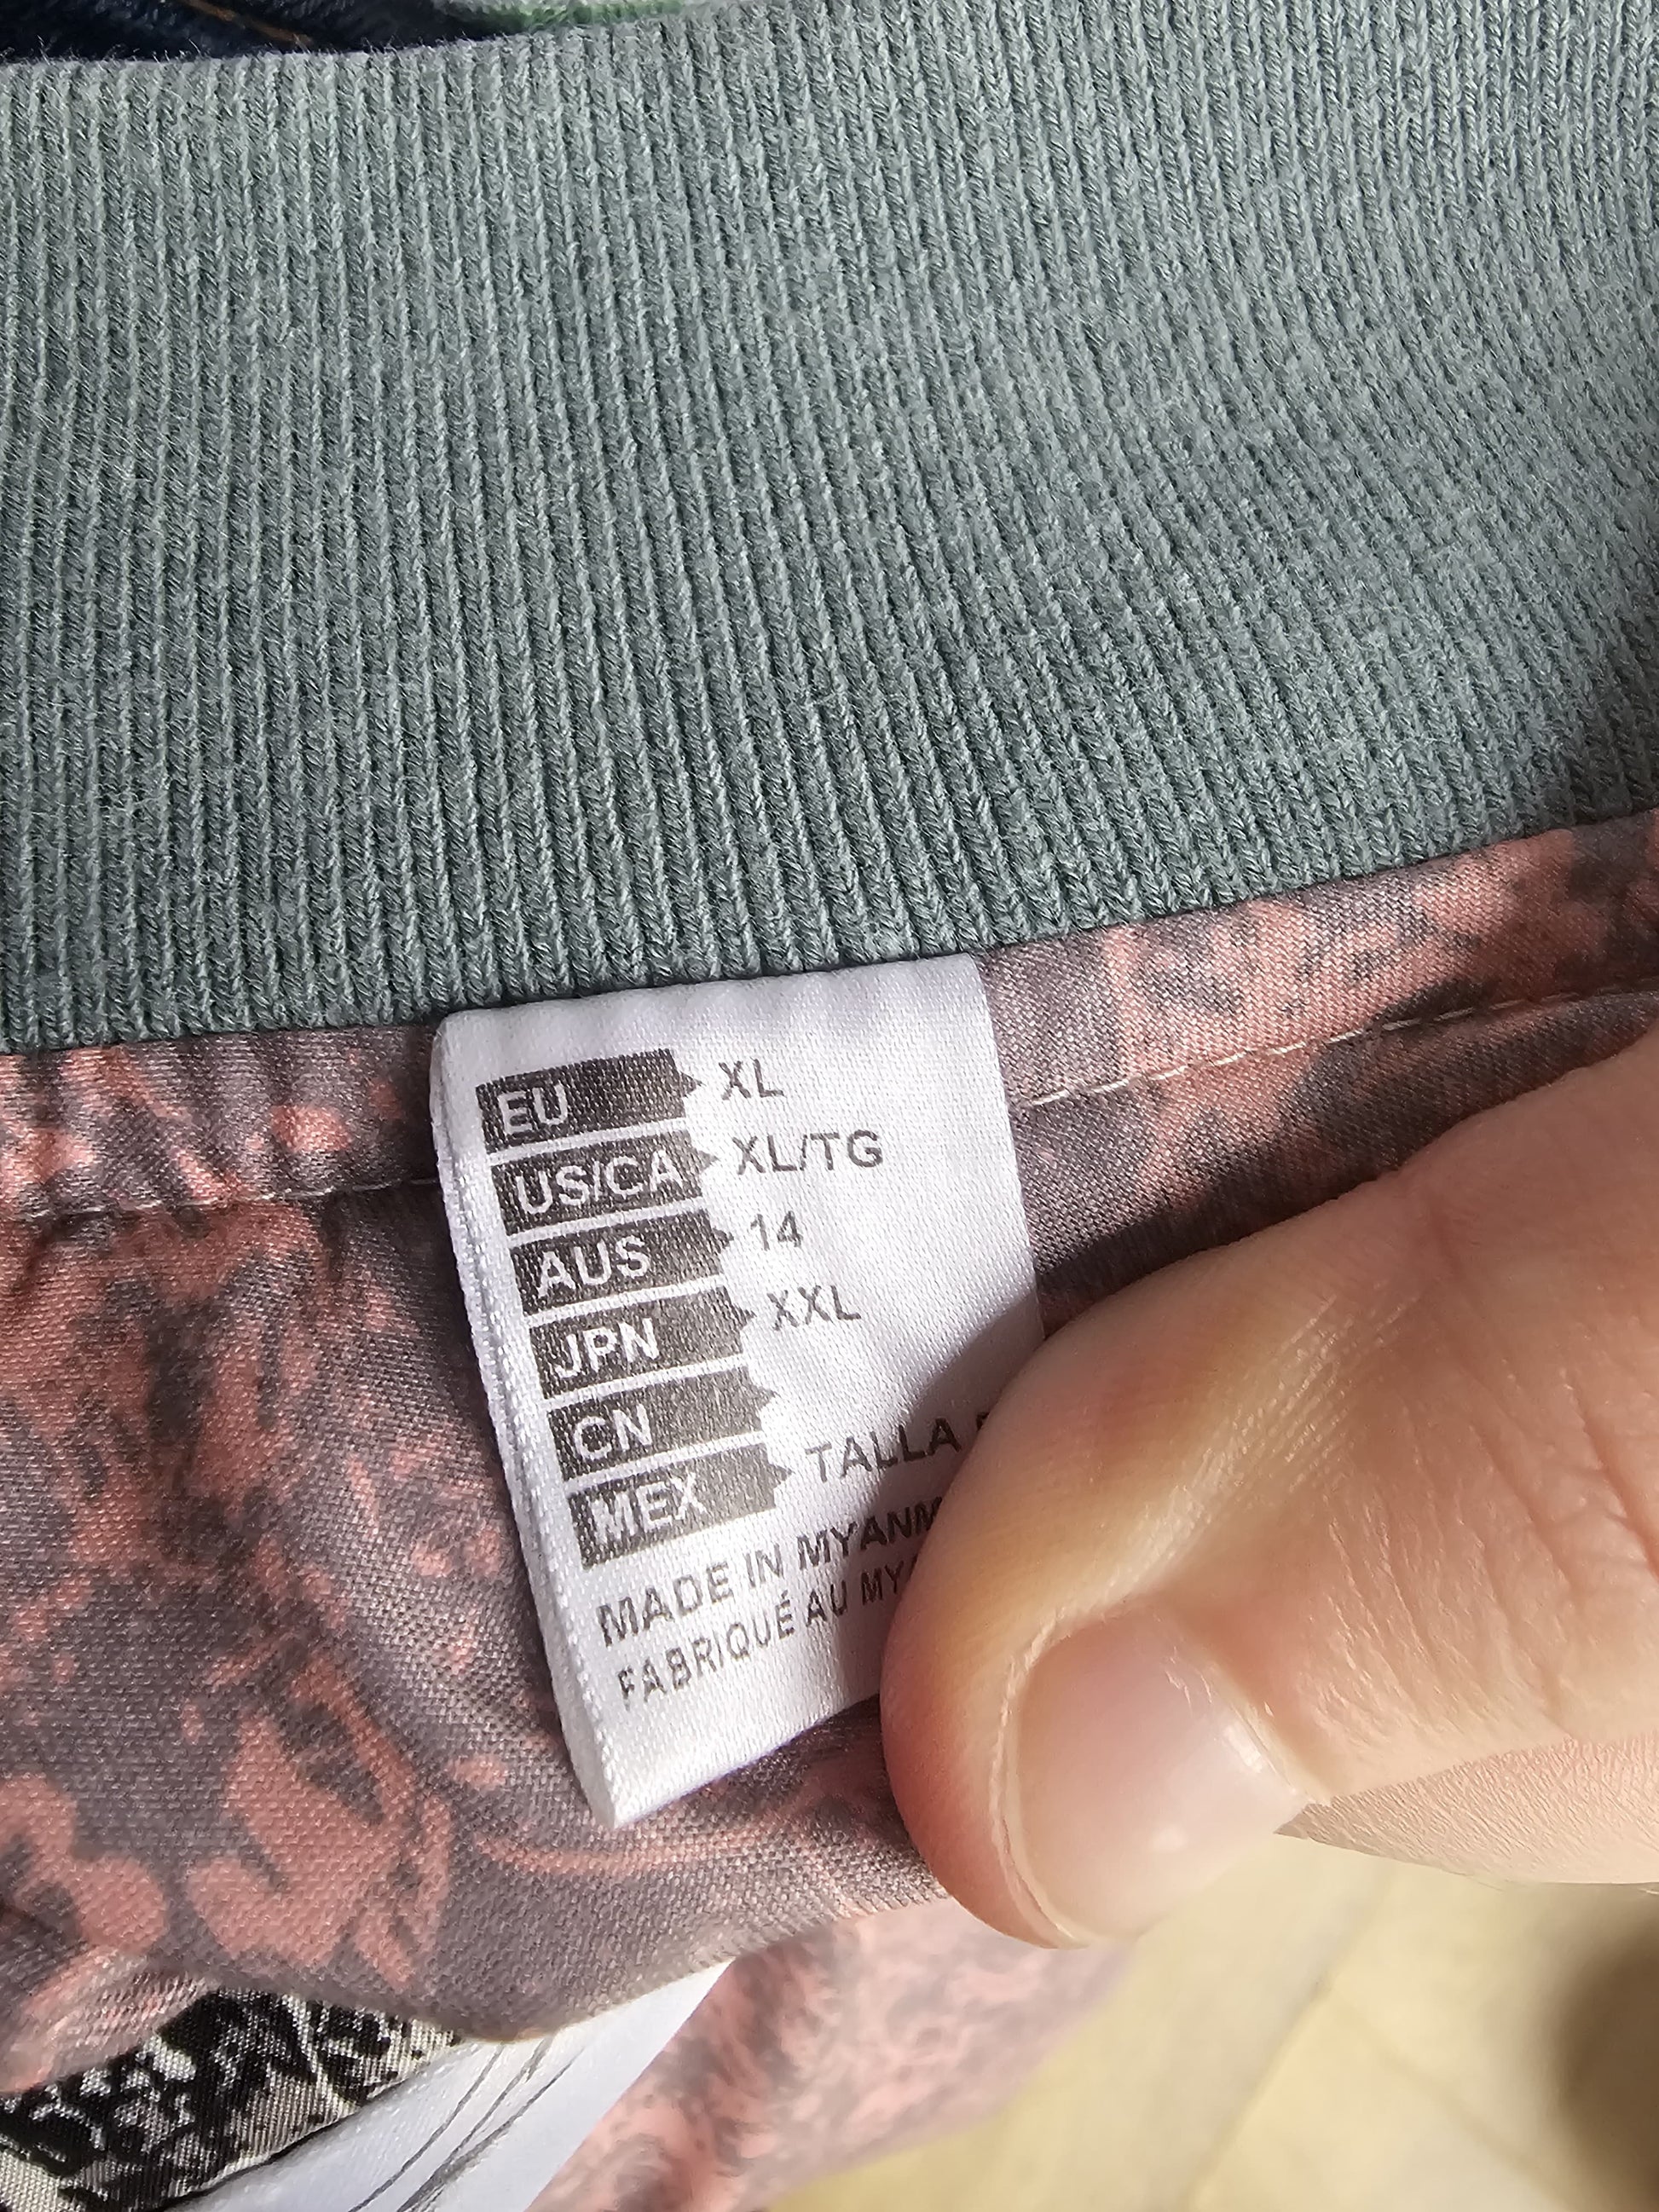 EU XL
US/CA XL/TG
AUS 14
JPN XXL
CN
MEX TALLA
MADE IN
FABRIQUÉ AU